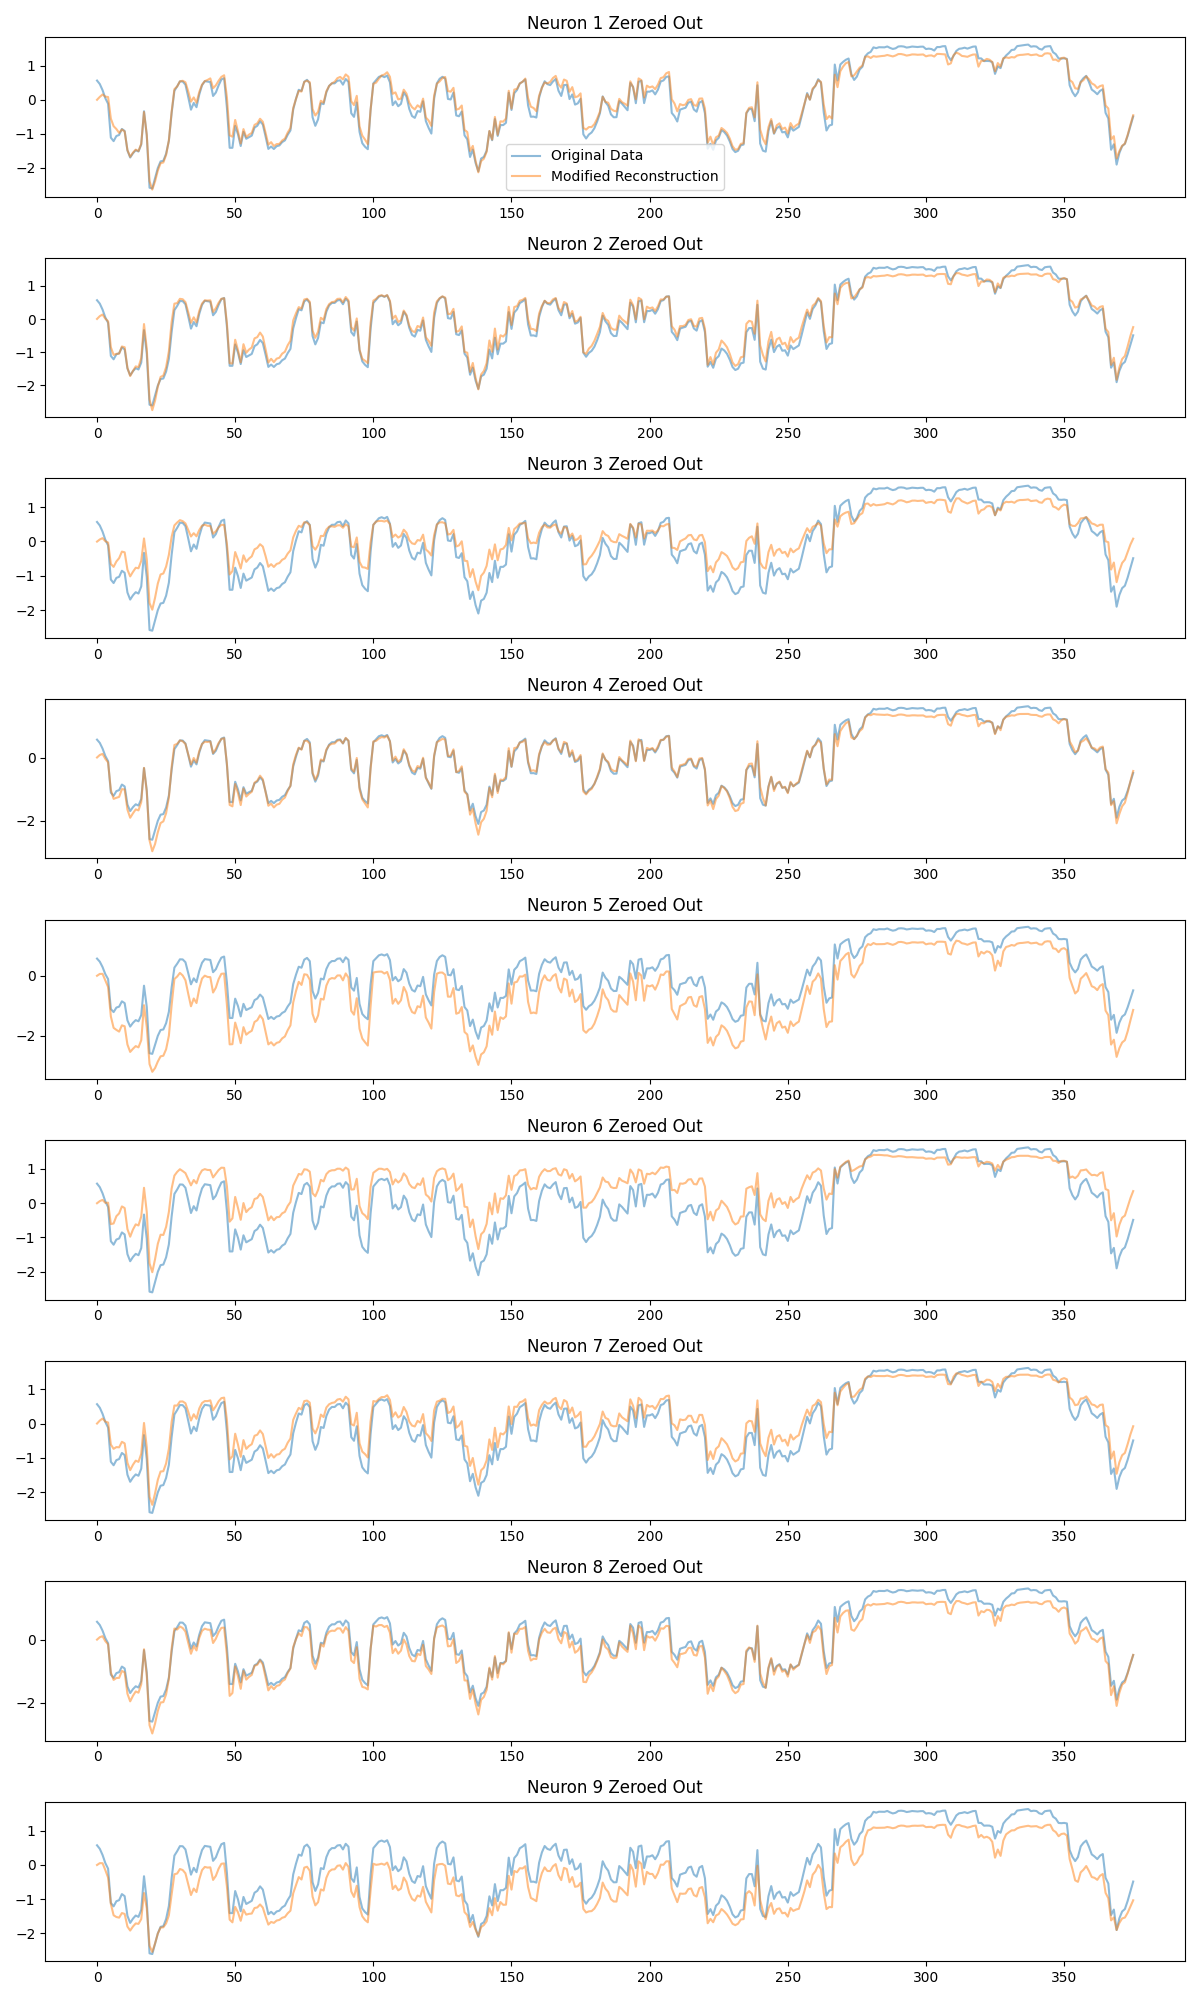 Neuron 1 Zeroed Out
1
0
−1
−2
Original Data
Modified Reconstruction
0 50 100 150 200 250 300 350
Neuron 2 Zeroed Out
1
0
−1
−2
0 50 100 150 200 250 300 350
Neuron 3 Zeroed Out
1
0
−1
−2
0 50 100 150 200 250 300 350
Neuron 4 Zeroed Out
0
−2
0 50 100 150 200 250 300 350
Neuron 5 Zeroed Out
0
−2
0 50 100 150 200 250 300 350
Neuron 6 Zeroed Out
1
0
−1
−2
0 50 100 150 200 250 300 350
Neuron 7 Zeroed Out
1
0
−1
−2
0 50 100 150 200 250 300 350
Neuron 8 Zeroed Out
0
−2
0 50 100 150 200 250 300 350
Neuron 9 Zeroed Out
1
0
−1
−2
0 50 100 150 200 250 300 350